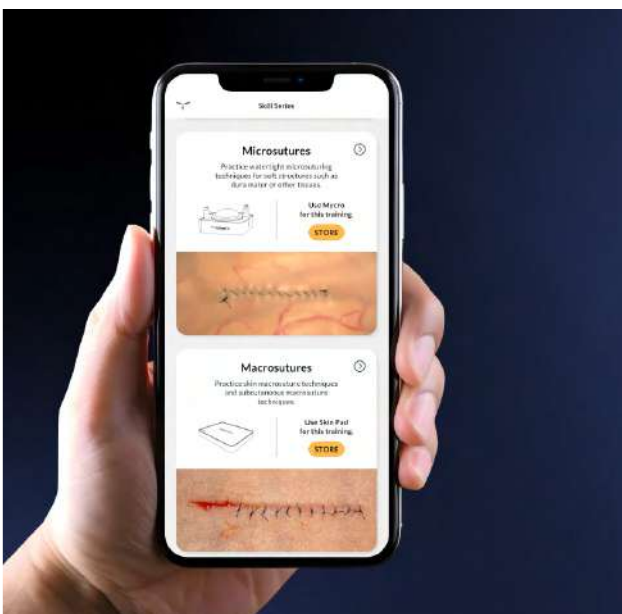 Skill Series
Microsutures
Practice watertight microsuturing
techniques for soft structures such as
dura mater or other tissues.
Use Mycro
for this training.
STORE
Macrosutures
Practice skin macrosuture techniques
and subcutaneous macrosuture
techniques
Use Skin Pad
for this training.
STORE